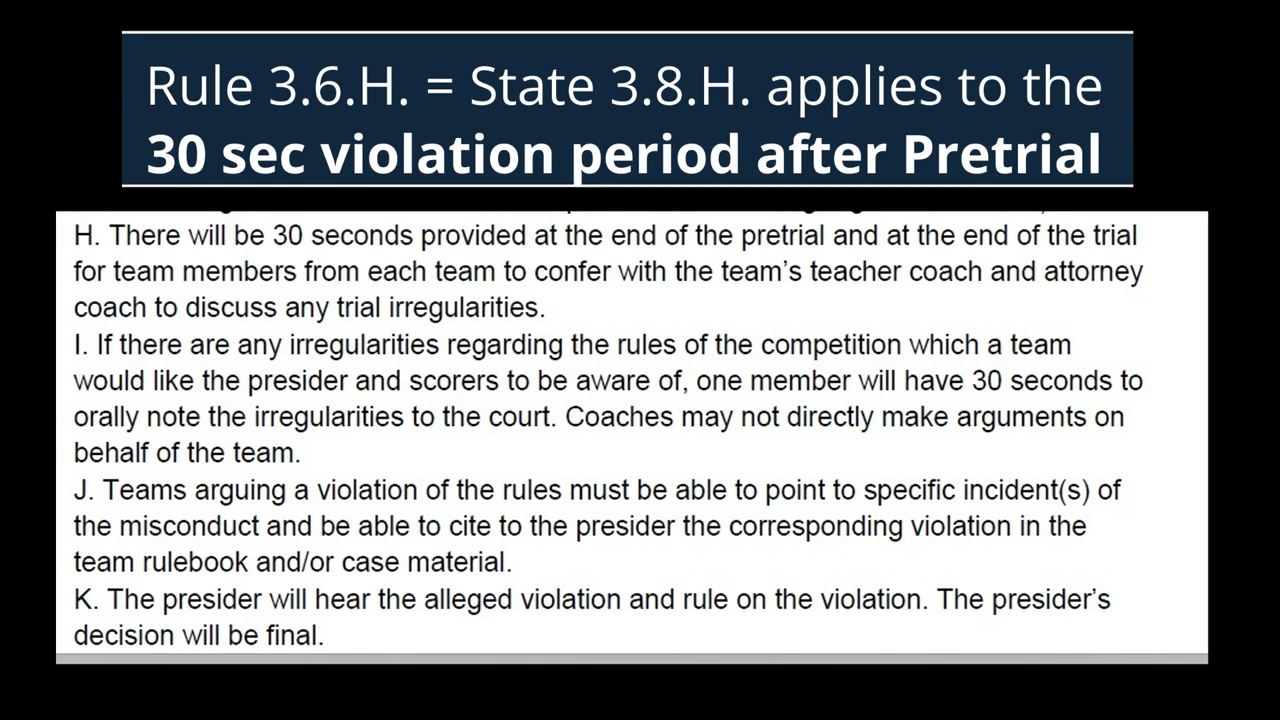 Rule 3.6.H. = State 3.8.H. applies to the
30 sec violation period after Pretrial
H. There will be 30 seconds provided at the end of the pretrial and at the end of the trial
for team members from each team to confer with the team's teacher coach and attorney
coach to discuss any trial irregularities.
I. If there are any irregularities regarding the rules of the competition which a team
would like the presider and scorers to be aware of, one member will have 30 seconds to
orally note the irregularities to the court. Coaches may not directly make arguments on
behalf of the team.
J. Teams arguing a violation of the rules must be able to point to specific incident(s) of
the misconduct and be able to cite to the presider the corresponding violation in the
team rulebook and/or case material.
K. The presider will hear the alleged violation and rule on the violation. The presider's
decision will be final.